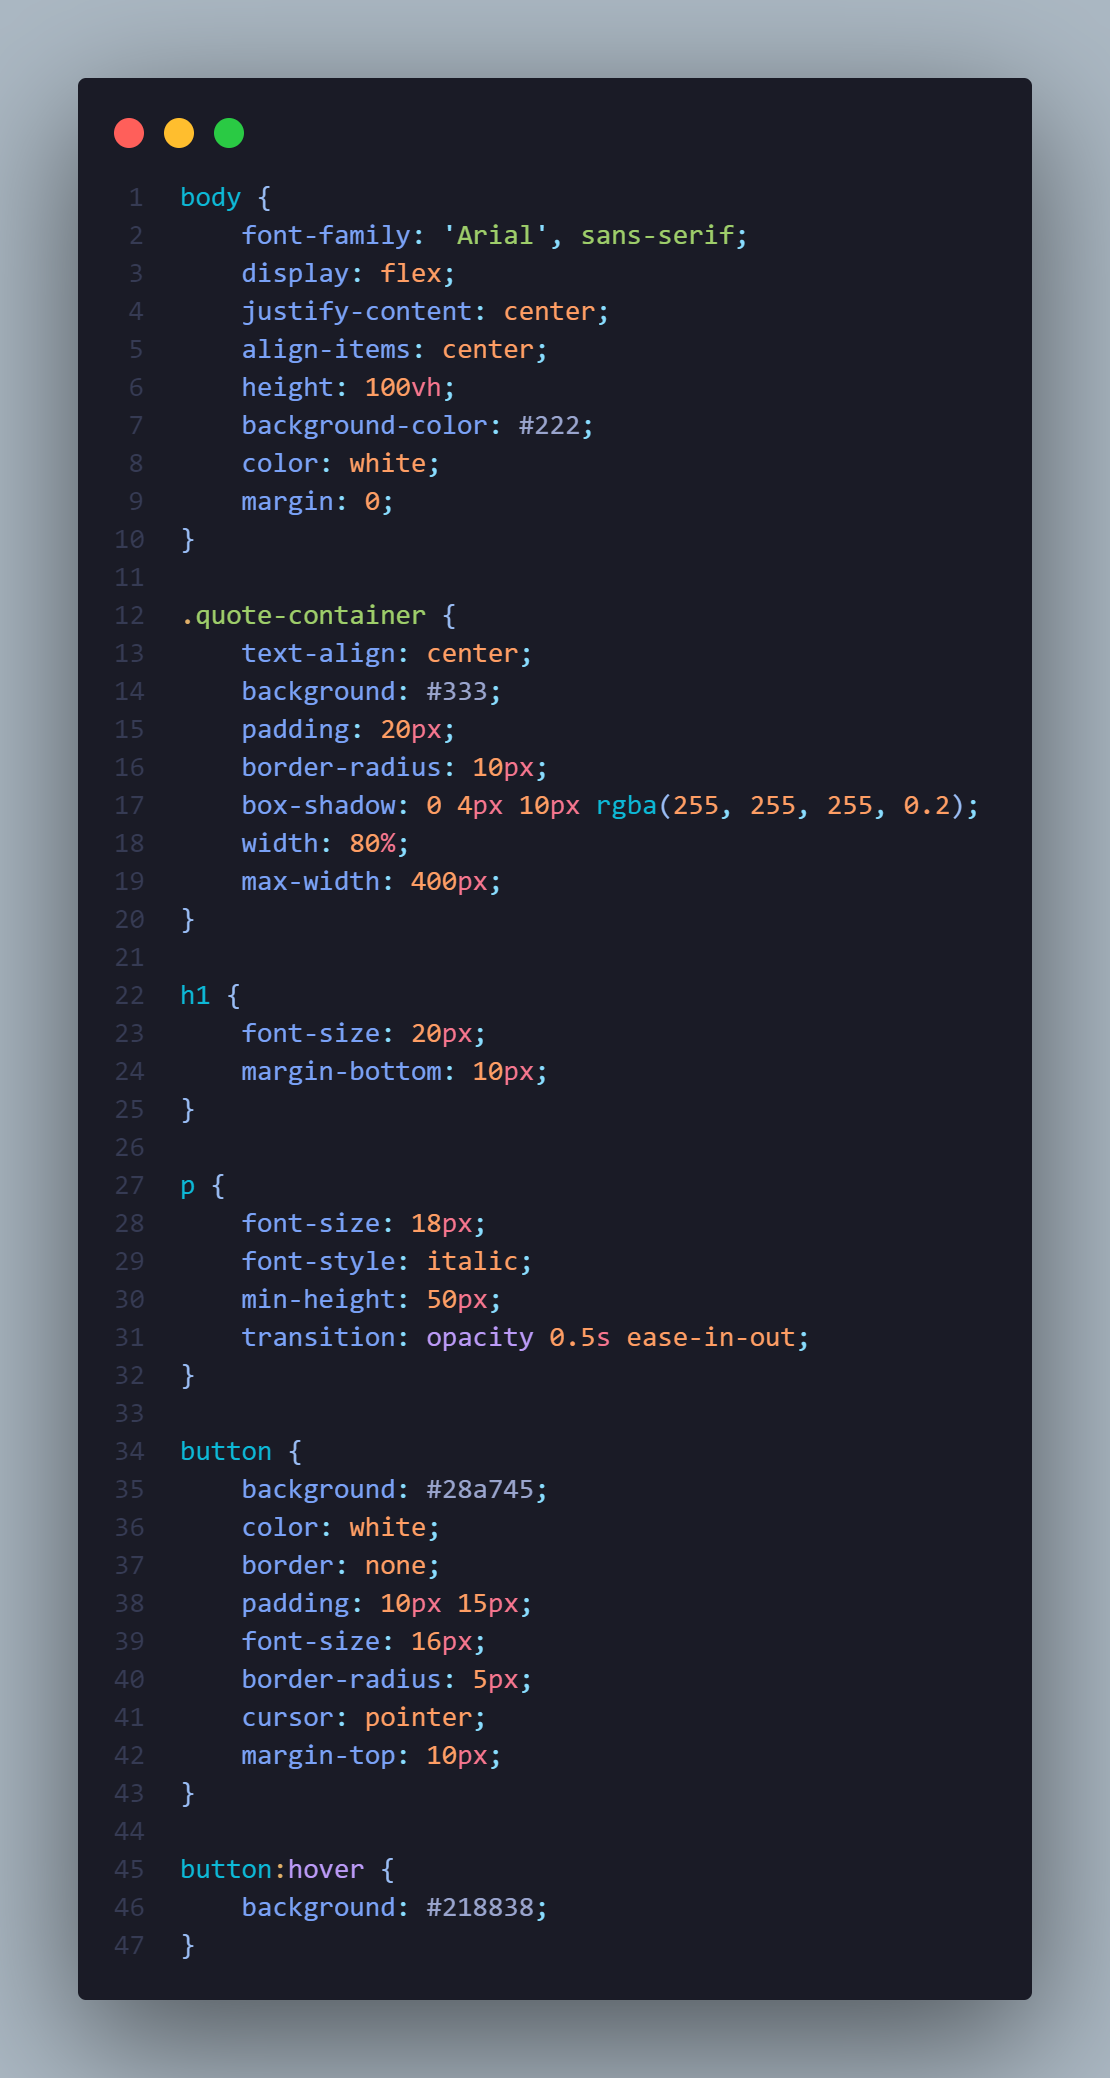 1 body {
2     font-family: 'Arial', sans-serif;
3     display: flex;
4     justify-content: center;
5     align-items: center;
6     height: 100vh;
7     background-color: #222;
8     color: white;
9     margin: 0;
10 }
11
12 .quote-container {
13     text-align: center;
14     background: #333;
15     padding: 20px;
16     border-radius: 10px;
17     box-shadow: 0 4px 10px rgba(255, 255, 255, 0.2);
18     width: 80%;
19     max-width: 400px;
20 }
21
22 h1 {
23     font-size: 20px;
24     margin-bottom: 10px;
25 }
26
27 p {
28     font-size: 18px;
29     font-style: italic;
30     min-height: 50px;
31     transition: opacity 0.5s ease-in-out;
32 }
33
34 button {
35     background: #28a745;
36     color: white;
37     border: none;
38     padding: 10px 15px;
39     font-size: 16px;
40     border-radius: 5px;
41     cursor: pointer;
42     margin-top: 10px;
43 }
44
45 button:hover {
46     background: #218838;
47 }